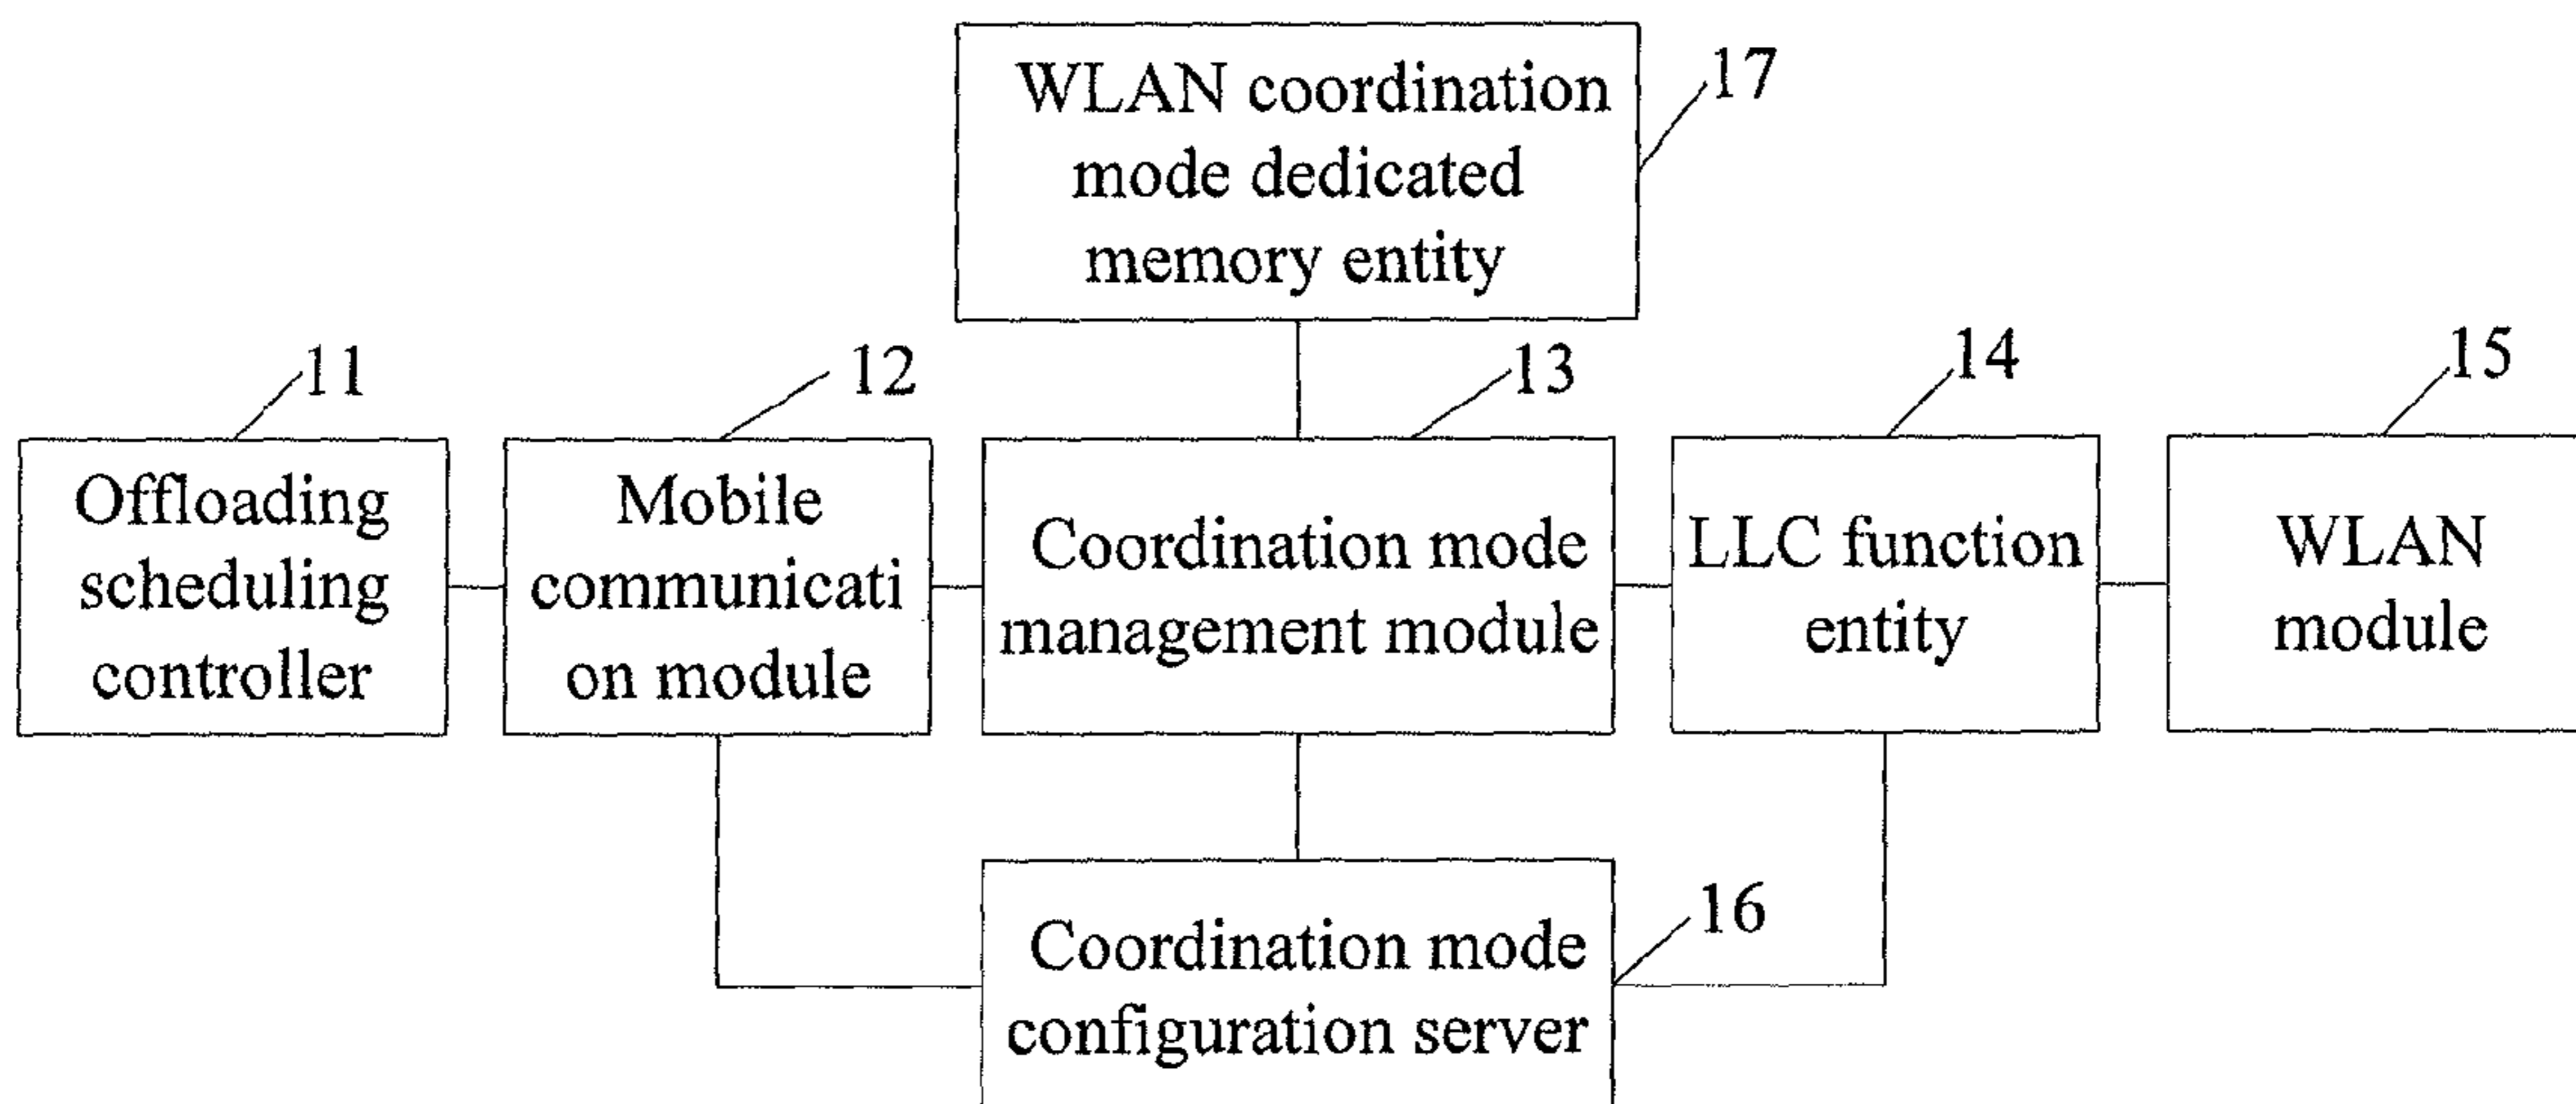 WLAN coordination
mode dedicated
memory entity
17
11
12
13
14
15
Offloading
scheduling
controller
Mobile
communicati
on module
Coordination mode
management module
LLC function
entity
WLAN
module
Coordination mode
configuration server
16